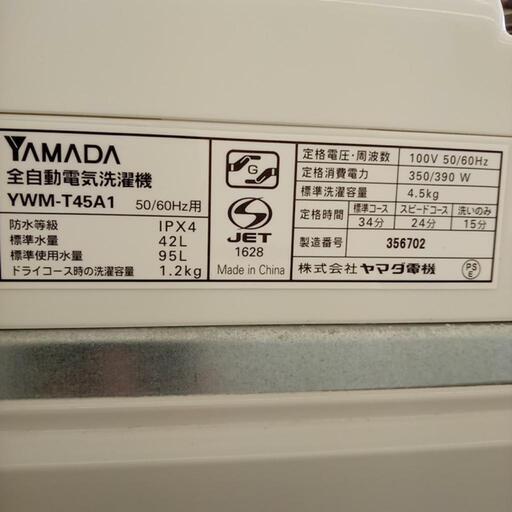 YAMADA
全自動電気洗濯機
YWM-T45A1 50/60Hz用
防水等級 IPX4
標準水量 42L
標準使用水量 95L
ドライコース時の洗濯容量 1.2kg
G
S
JET
1628
Made in China
定格電圧・周波数 100V 50/60Hz
定格消費電力 350/390 W
標準洗濯容量 4.5kg
定格時間 標準コース スピードコース 洗いのみ
34分 24分 15分
製造番号 356702
株式会社 ヤマダ電機
PS
E